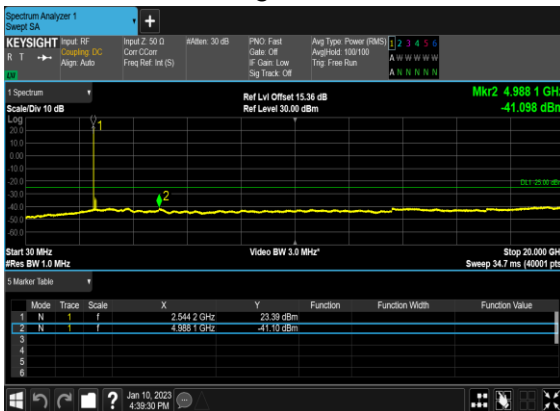 Spectrum Analyzer 1
Swept SA
+
KEYSIGHT Input: RF Input Z: 50 Ω #Atten: 30 dB PNO: Fast Avg Type: Power (RMS) 1 2 3 4 5 6
R T Coupling: DC Corr CCorr Gate: Off Avg|Hold: 100/100 A W W W W W
Align: Auto Freq Ref: Int (S) IF Gain: Low Trig: Free Run
Sig Track: Off A N N N N N
LV
1 Spectrum Ref Lvl Offset 15.36 dB Mkr2 4.988 1 GHz
Scale/Div 10 dB Ref Level 30.00 dBm -41.098 dBm
Log
20.0
10.0
0.00
-10.0
-20.0
-30.0
-40.0
-50.0
-60.0
1
2
DL1 -25.00 dBm
Start 30 MHz Video BW 3.0 MHz* Stop 20.000 GHz
#Res BW 1.0 MHz Sweep 34.7 ms (40001 pts)
5 Marker Table
Mode Trace Scale X Y Function Function Width Function Value
1 N 1 f 2.544 2 GHz 23.39 dBm
2 N 1 f 4.988 1 GHz -41.10 dBm
3
4
5
6
? Jan 10, 2023
4:39:30 PM